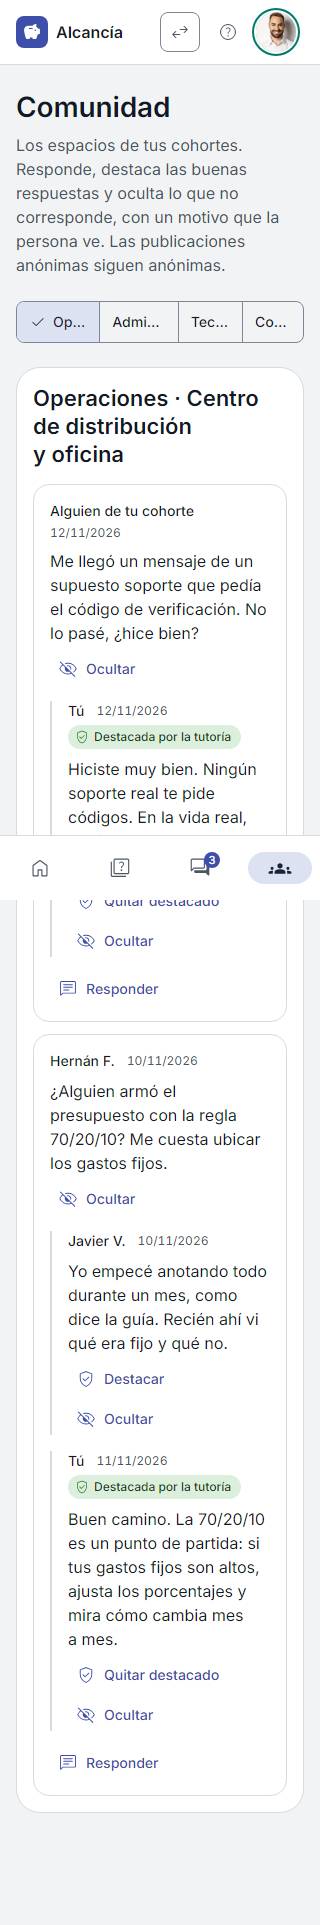 Alcancía
Comunidad
Los espacios de tus cohortes.
Responde, destaca las buenas
respuestas y oculta lo que no
corresponde, con un motivo que la
persona ve. Las publicaciones
anónimas siguen anónimas.
Op...
Admi...
Tec...
Co...
Operaciones · Centro
de distribución
y oficina
Alguien de tu cohorte
12/11/2026
Me llegó un mensaje de un
supuesto soporte que pedía
el código de verificación. No
lo pasé, ¿hice bien?
Ocultar
Tú 12/11/2026
Destacada por la tutoría
Hiciste muy bien. Ningún
soporte real te pide
códigos. En la vida real,
3
Quitar destacado
Ocultar
Responder
Hernán F. 10/11/2026
¿Alguien armó el
presupuesto con la regla
70/20/10? Me cuesta ubicar
los gastos fijos.
Ocultar
Javier V. 10/11/2026
Yo empecé anotando todo
durante un mes, como
dice la guía. Recién ahí vi
qué era fijo y qué no.
Destacar
Ocultar
Tú 11/11/2026
Destacada por la tutoría
Buen camino. La 70/20/10
es un punto de partida: si
tus gastos fijos son altos,
ajusta los porcentajes y
mira cómo cambia mes
a mes.
Quitar destacado
Ocultar
Responder